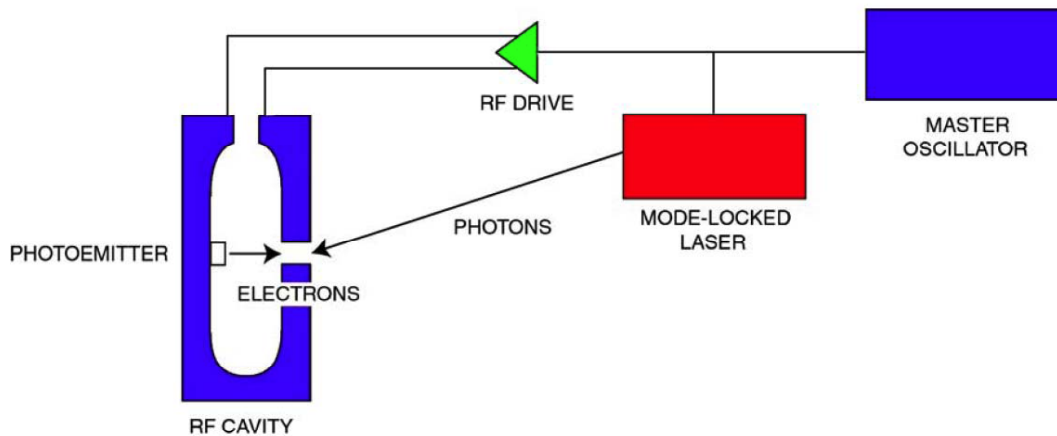 RF DRIVE
MASTER
OSCILLATOR
MODE-LOCKED
LASER
PHOTONS
PHOTOEMITTER
ELECTRONS
RF CAVITY